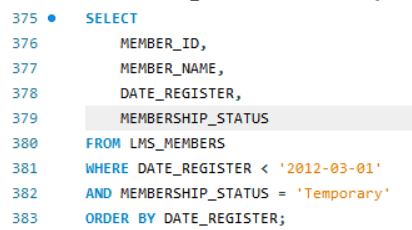 375 SELECT
376 MEMBER_ID,
377 MEMBER_NAME,
378 DATE_REGISTER,
379 MEMBERSHIP_STATUS
380 FROM LMS_MEMBERS
381 WHERE DATE_REGISTER < '2012-03-01'
382 AND MEMBERSHIP_STATUS = 'Temporary'
383 ORDER BY DATE_REGISTER;